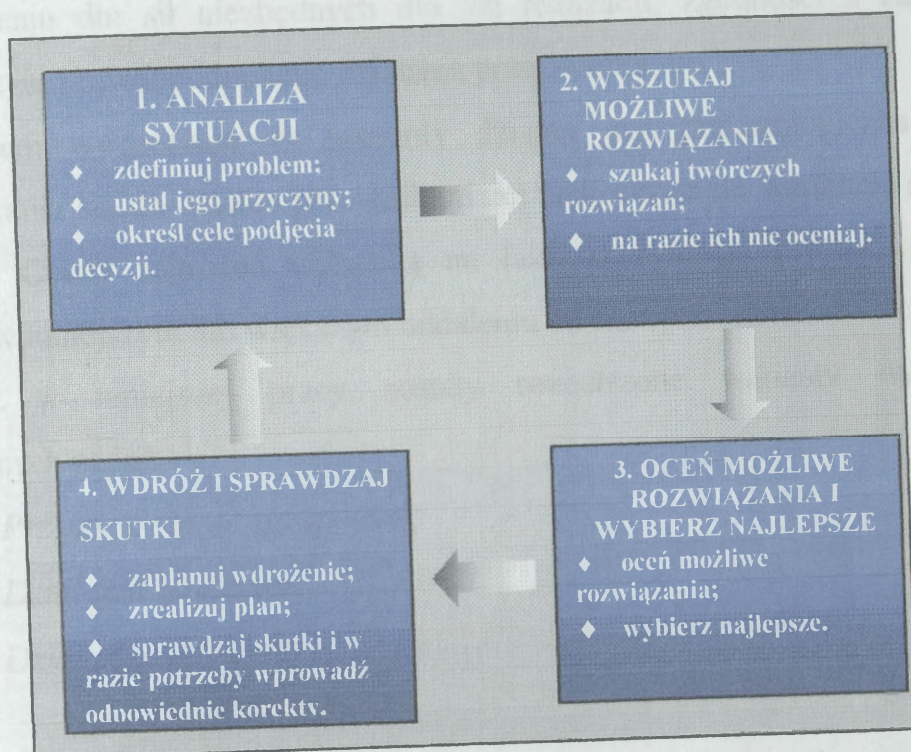 1. ANALIZA
SYTUACJI
♦ zdefiniuj problem;
♦ ustal jego przyczyny;
♦ określ cele podjęcia
decyzji.
2. WYSZUKAJ
MOŻLIWE
ROZWIĄZANIA
♦ szukaj twórczych
rozwiązań;
♦ na razie ich nie oceniaj.
3. OCEŃ MOŻLIWE
ROZWIĄZANIA I
WYBIERZ NAJLEPSZE
♦ oceń możliwe
rozwiązania;
♦ wybierz najlepsze.
4. WDRÓŻ I SPRAWDZAJ
SKUTKI
♦ zaplanuj wdrożenie;
♦ zrealizuj plan;
♦ sprawdzaj skutki i w
razie potrzeby wprowadź
odpowiednie korekty.